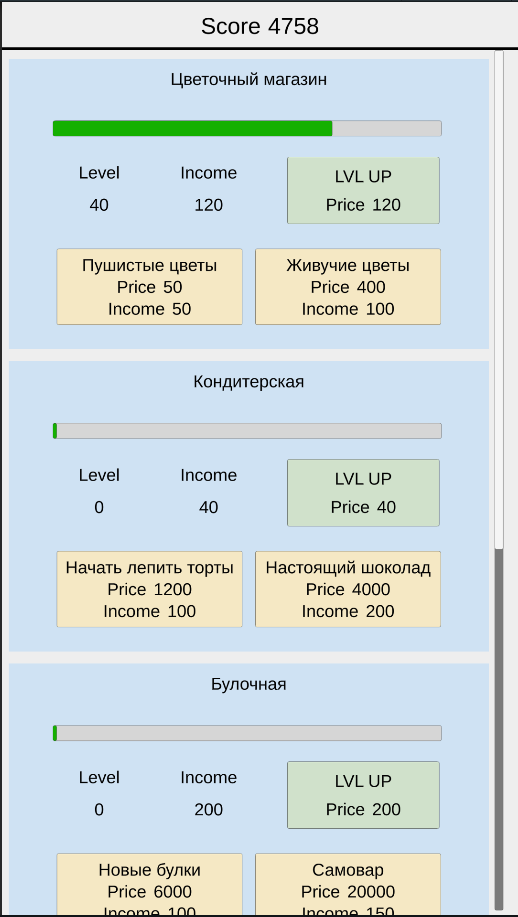 Score 4758
Цветочный магазин
Level Income LVL UP
40 120 Price 120
Пушистые цветы Живучие цветы
Price 50 Price 400
Income 50 Income 100
Кондитерская
Level Income LVL UP
0 40 Price 40
Начать лепить торты Настоящий шоколад
Price 1200 Price 4000
Income 100 Income 200
Булочная
Level Income LVL UP
0 200 Price 200
Новые булки Самовар
Price 6000 Price 20000
Income 100 Income 150